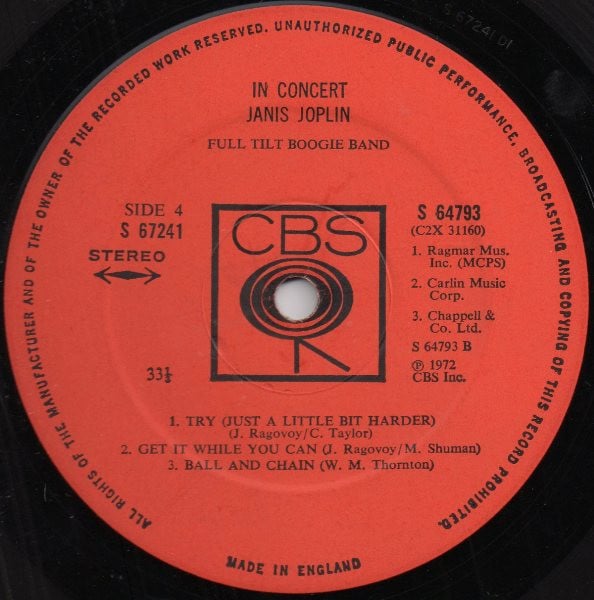 ALL RIGHTS OF THE MANUFACTURER AND OF THE OWNER OF THE RECORDED WORK RESERVED. UNAUTHORIZED PUBLIC PERFORMANCE, BROADCASTING AND COPYING OF THIS RECORD PROHIBITED.
S 67241 D1
IN CONCERT
JANIS JOPLIN
FULL TILT BOOGIE BAND
SIDE 4
S 67241
STEREO
33⅓
CBS
S 64793
(C2X 31160)
1. Ragmar Mus.
Inc. (MCPS)
2. Carlin Music
Corp.
3. Chappell &
Co. Ltd.
S 64793 B
℗ 1972
CBS Inc.
1. TRY (JUST A LITTLE BIT HARDER)
(J. Ragovoy/C. Taylor)
2. GET IT WHILE YOU CAN (J. Ragovoy/M. Shuman)
3. BALL AND CHAIN (W. M. Thornton)
MADE IN ENGLAND